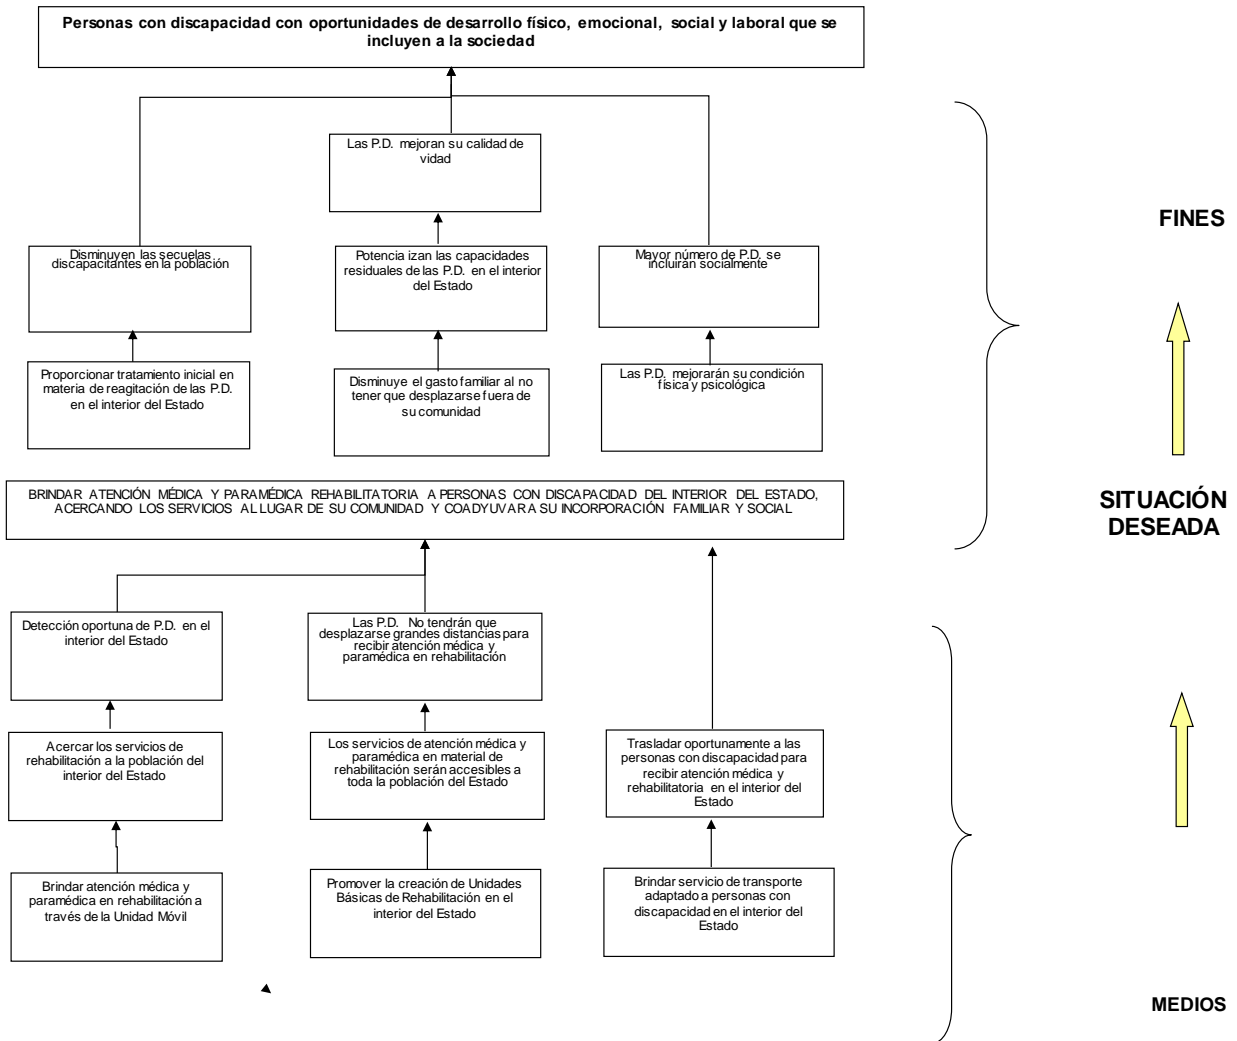 Personas con discapacidad con oportunidades de desarrollo físico, emocional, social y laboral que se
incluyen a la sociedad
Las P.D. mejoran su calidad de
vidad
FINES
Disminuyen las secuelas
discapacitantes en la población
Potencia izan las capacidades
residuales de las P.D. en el interior
del Estado
Mayor número de P.D. se
incluirán socialmente
Proporcionar tratamiento inicial en
materia de reagitación de las P.D.
en el interior del Estado
Disminuye el gasto familiar al no
tener que desplazarse fuera de
su comunidad
Las P.D. mejorarán su condición
física y psicológica
BRINDAR ATENCIÓN MÉDICA Y PARAMÉDICA REHABILITATORIA A PERSONAS CON DISCAPACIDAD DEL INTERIOR DEL ESTADO,
ACERCANDO LOS SERVICIOS AL LUGAR DE SU COMUNIDAD Y COADYUVAR A SU INCORPORACIÓN FAMILIAR Y SOCIAL
SITUACIÓN
DESEADA
Detección oportuna de P.D. en el
interior del Estado
Las P.D. No tendrán que
desplazarse grandes distancias para
recibir atención médica y
paramédica en rehabilitación
Acercar los servicios de
rehabilitación a la población del
interior del Estado
Los servicios de atención médica y
paramédica en material de
rehabilitación serán accesibles a
toda la población del Estado
Trasladar oportunamente a las
personas con discapacidad para
recibir atención médica y
rehabilitatoria en el interior del
Estado
Brindar atención médica y
paramédica en rehabilitación a
través de la Unidad Móvil
Promover la creación de Unidades
Básicas de Rehabilitación en el
interior del Estado
Brindar servicio de transporte
adaptado a personas con
discapacidad en el interior del
Estado
MEDIOS